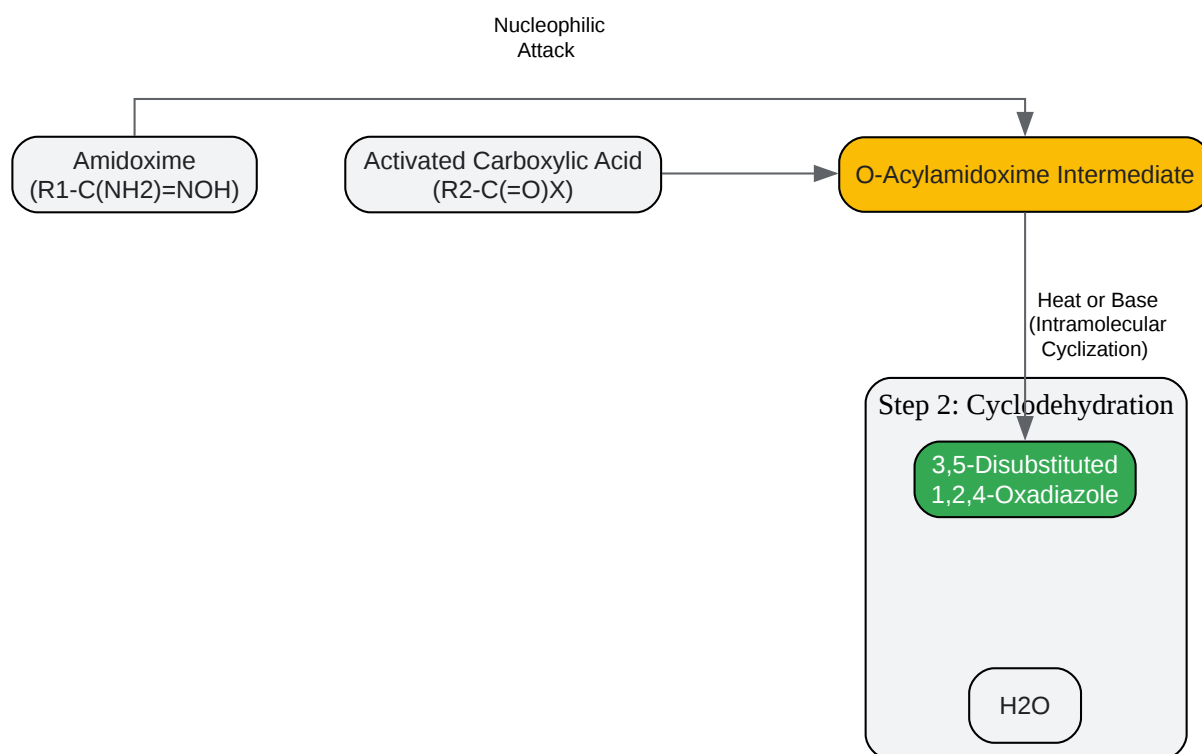 Nucleophilic
Attack
Amidoxime
(R1-C(NH2)=NOH)
Activated Carboxylic Acid
(R2-C(=O)X)
O-Acylamidoxime Intermediate
Heat or Base
(Intramolecular
Cyclization)
Step 2: Cyclodehydration
3,5-Disubstituted
1,2,4-Oxadiazole
H2O